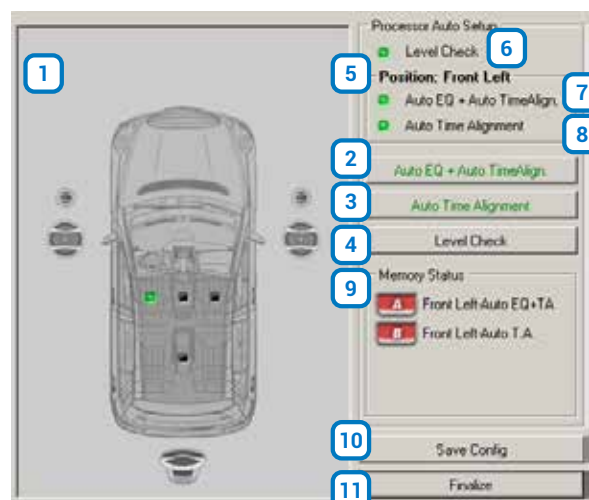 Processor Auto Setup
1
6
Level Check
5
Position: Front Left
7
Auto EQ + Auto TimeAlign.
8
Auto Time Alignment
2
Auto EQ + Auto TimeAlign.
3
Auto Time Alignment
4
Level Check
9
Memory Status
A Front Left-Auto EQ+TA
B Front Left-Auto T.A.
10
Save Config
11
Finalize